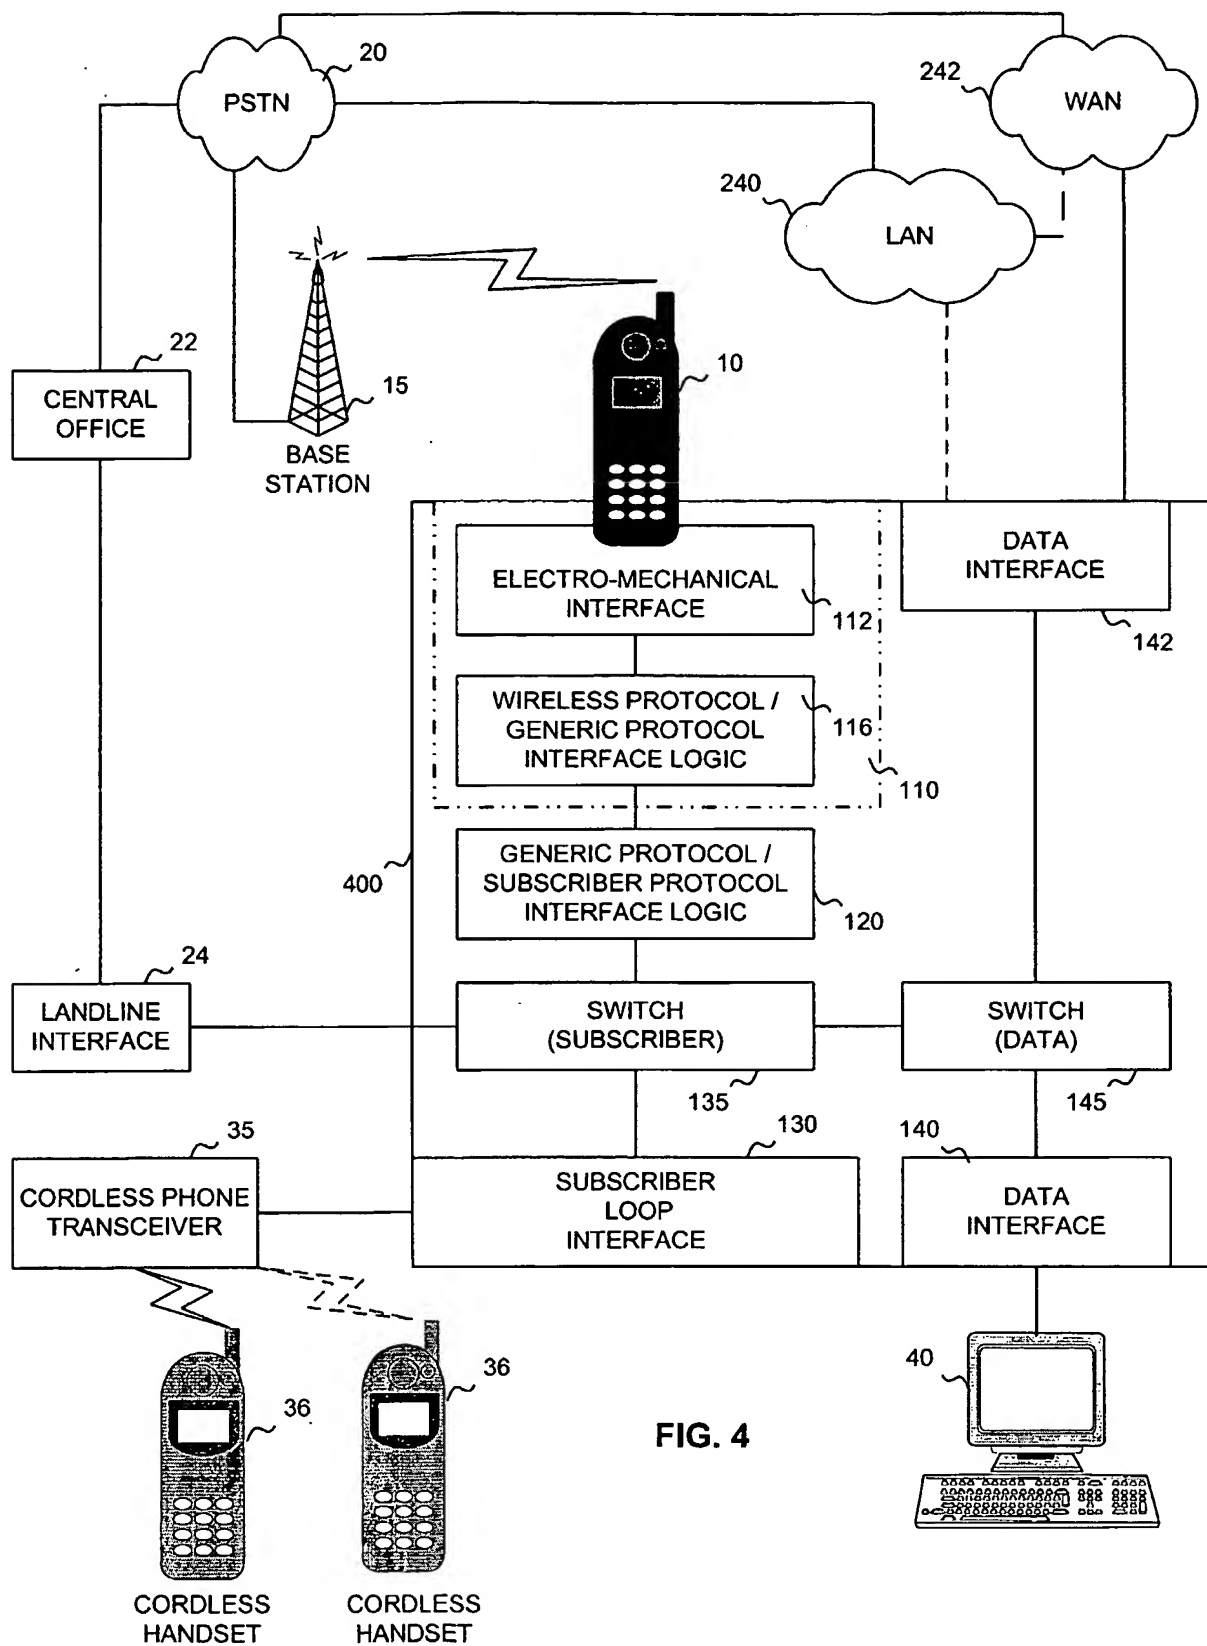 20
PSTN
242
WAN
240
LAN
22
CENTRAL
OFFICE
15
BASE
STATION
10
DATA
INTERFACE
142
ELECTRO-MECHANICAL
INTERFACE
112
WIRELESS PROTOCOL /
GENERIC PROTOCOL
INTERFACE LOGIC
116
110
GENERIC PROTOCOL /
SUBSCRIBER PROTOCOL
INTERFACE LOGIC
120
400
24
LANDLINE
INTERFACE
SWITCH
(SUBSCRIBER)
135
SWITCH
(DATA)
145
35
CORDLESS PHONE
TRANSCEIVER
130
SUBSCRIBER
LOOP
INTERFACE
140
DATA
INTERFACE
36
36
40
FIG. 4
CORDLESS
HANDSET
CORDLESS
HANDSET